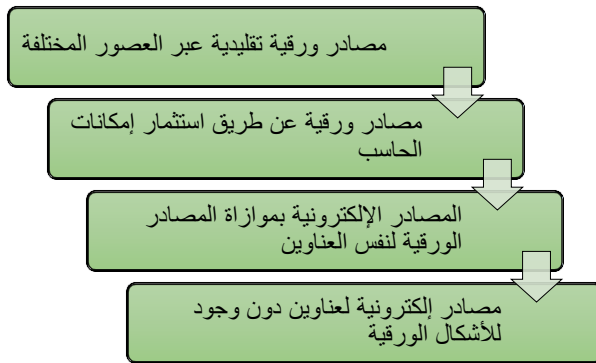 مصادر ورقية تقليدية عبر العصور المختلفة
مصادر ورقية عن طريق استثمار إمكانات
الحاسب
المصادر الإلكترونية بموازاة المصادر
الورقية لنفس العناوين
مصادر إلكترونية لعناوين دون وجود
للأشكال الورقية